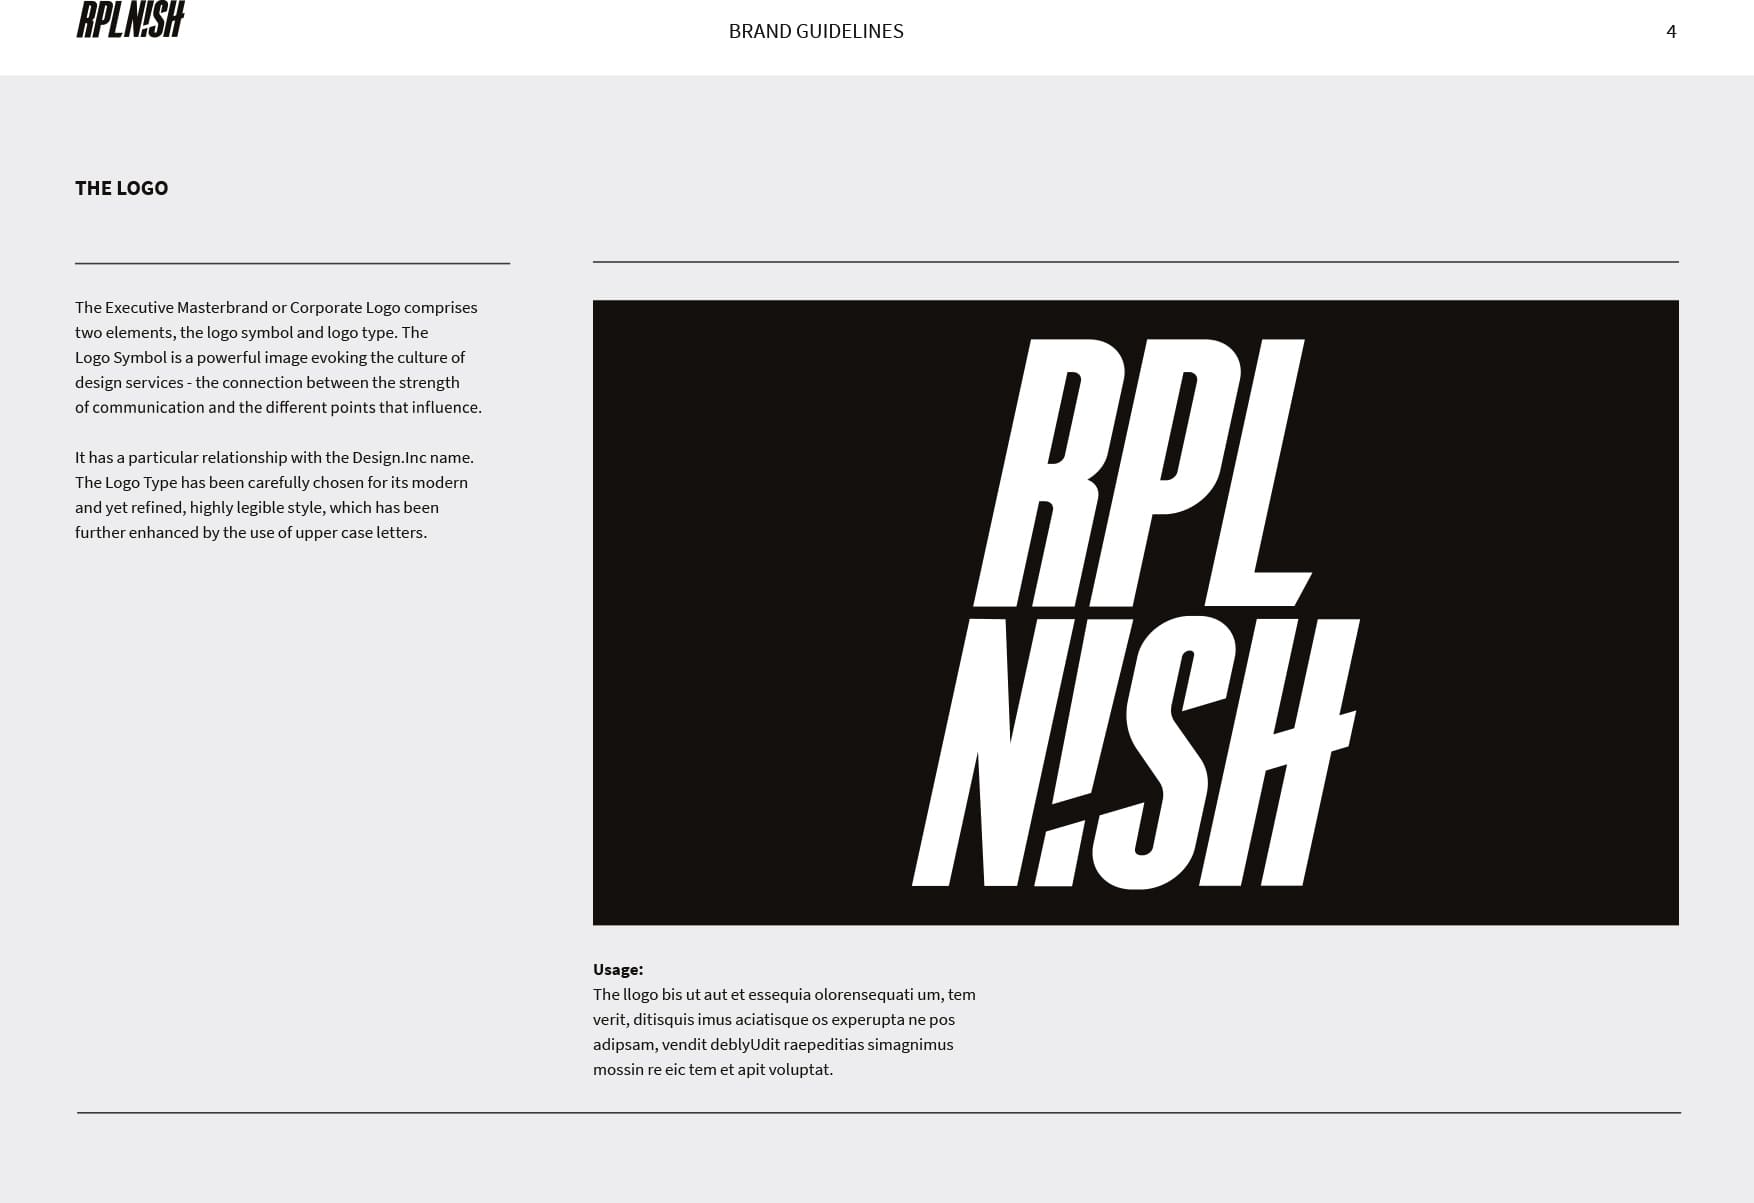 RPLN!SH
BRAND GUIDELINES
4
THE LOGO
The Executive Masterbrand or Corporate Logo comprises
two elements, the logo symbol and logo type. The
Logo Symbol is a powerful image evoking the culture of
design services - the connection between the strength
of communication and the different points that influence.
It has a particular relationship with the Design.Inc name.
The Logo Type has been carefully chosen for its modern
and yet refined, highly legible style, which has been
further enhanced by the use of upper case letters.
RPL
N!SH
Usage:
The llogo bis ut aut et essequia olorensequati um, tem
verit, ditisquis imus aciatisque os experupta ne pos
adipsam, vendit deblyUdit raepeditias simagnimus
mossin re eic tem et apit voluptat.